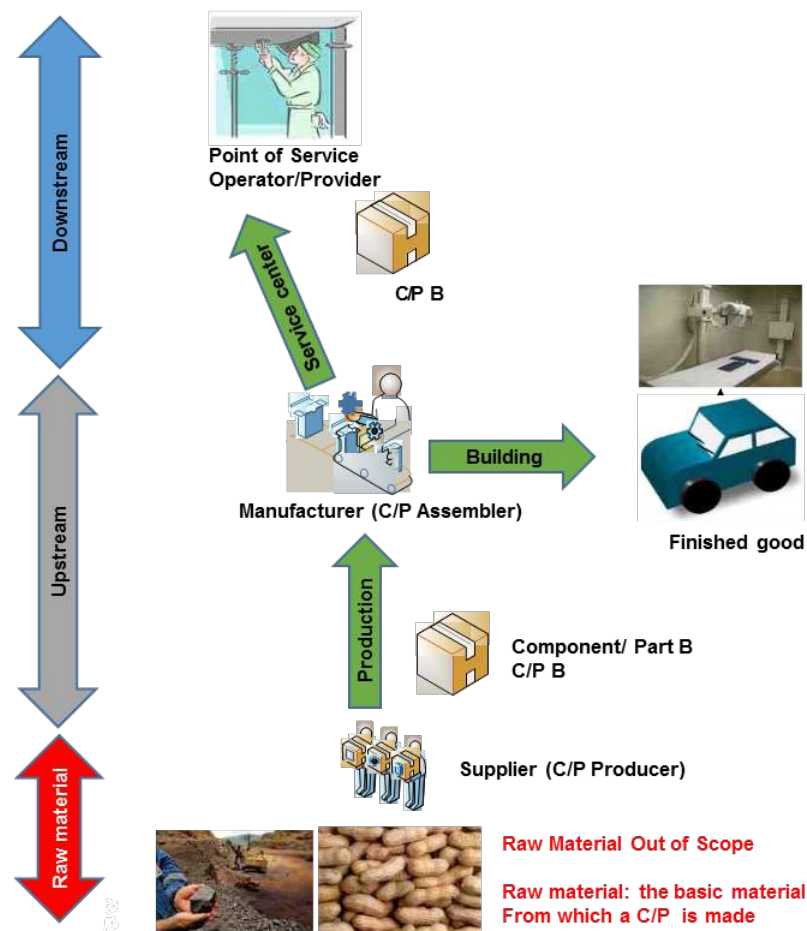 Downstream
Point of Service
Operator/Provider
Service center
C/P B
Upstream
Building
Manufacturer (C/P Assembler)
Finished good
Production
Component/ Part B
C/P B
Supplier (C/P Producer)
Raw material
Raw Material Out of Scope
Raw material: the basic material
From which a C/P is made